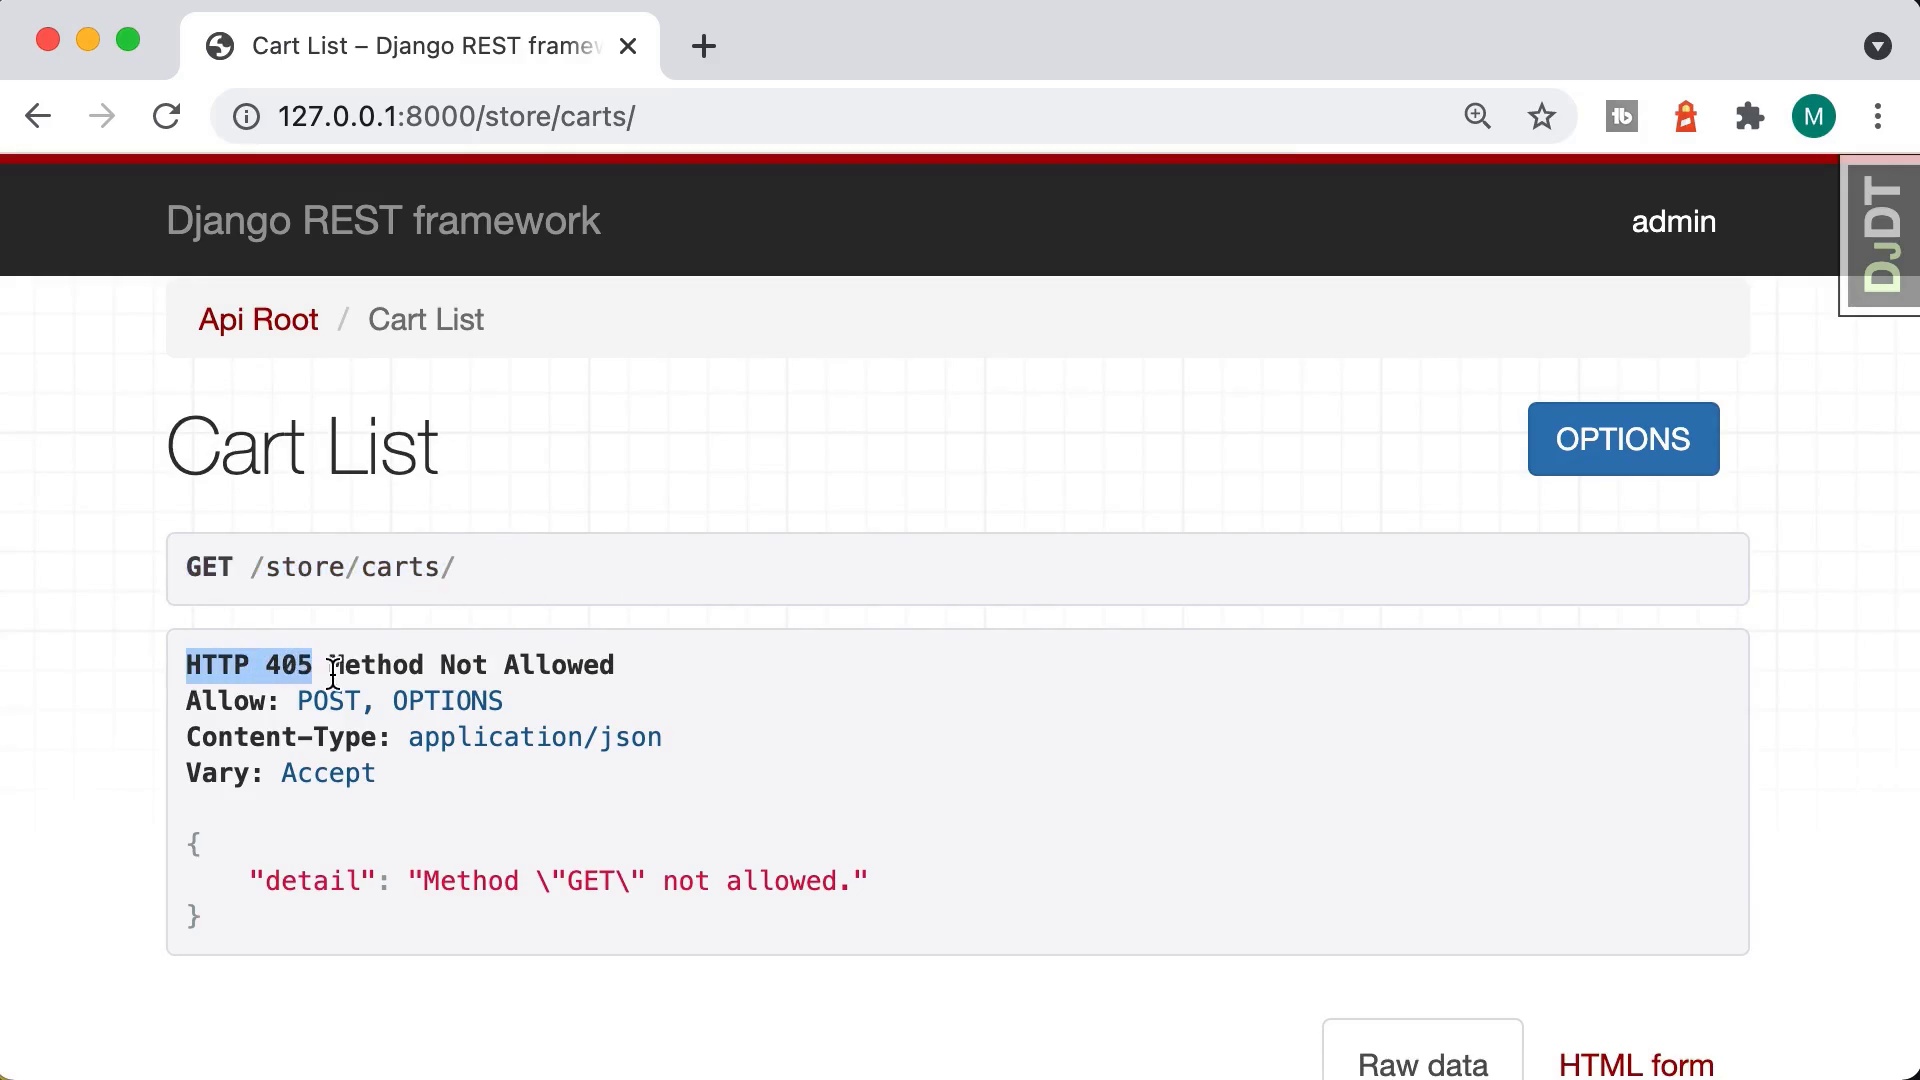 Cart List – Django REST framew
127.0.0.1:8000/store/carts/
M
Django REST framework
admin
DJDT
Api Root / Cart List
Cart List
OPTIONS
GET /store/carts/
HTTP 405 Method Not Allowed
Allow: POST, OPTIONS
Content-Type: application/json
Vary: Accept
{
"detail": "Method \"GET\" not allowed."
}
Raw data
HTML form